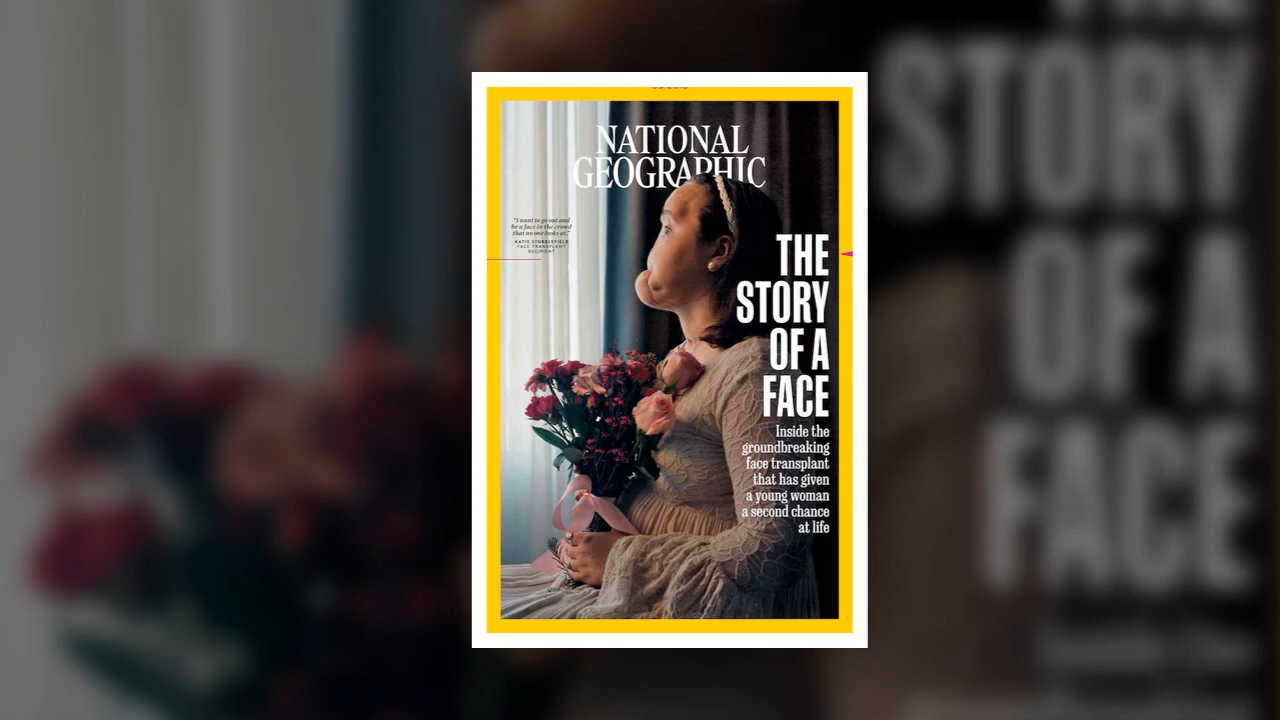 NATIONAL
GEOGRAPHIC
"I want to go out and
be a face in the crowd
that no one looks at."
KATIE STUBBLEFIELD
FACE TRANSPLANT
RECIPIENT
THE
STORY
OF A
FACE
Inside the
groundbreaking
face transplant
that has given
a young woman
a second chance
at life
STORY
OF A
FACE